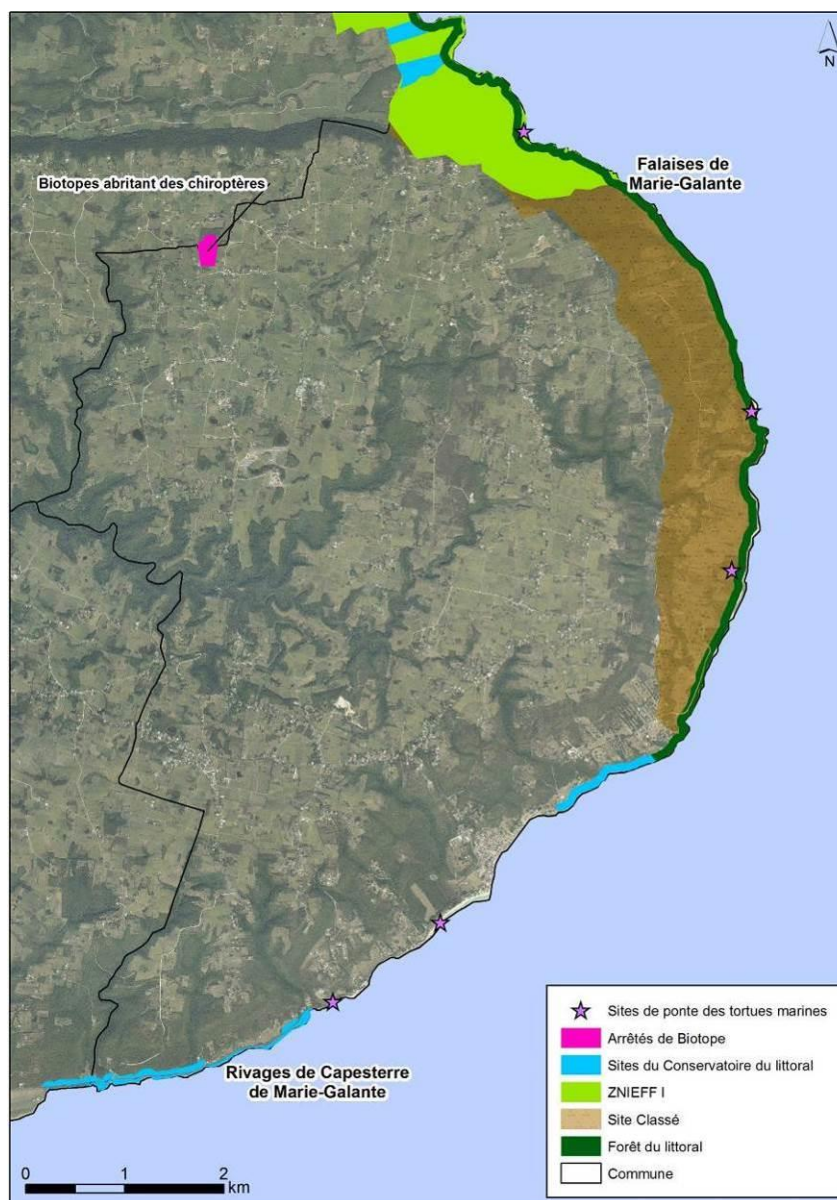 N
Falaises de
Marie-Galante
Biotopes abritant des chiroptères
Rivages de Capesterre
de Marie-Galante
Sites de ponte des tortues marines
Arrêtés de Biotope
Sites du Conservatoire du littoral
ZNIEFF I
Site Classé
Forêt du littoral
Commune
0 1 2
km